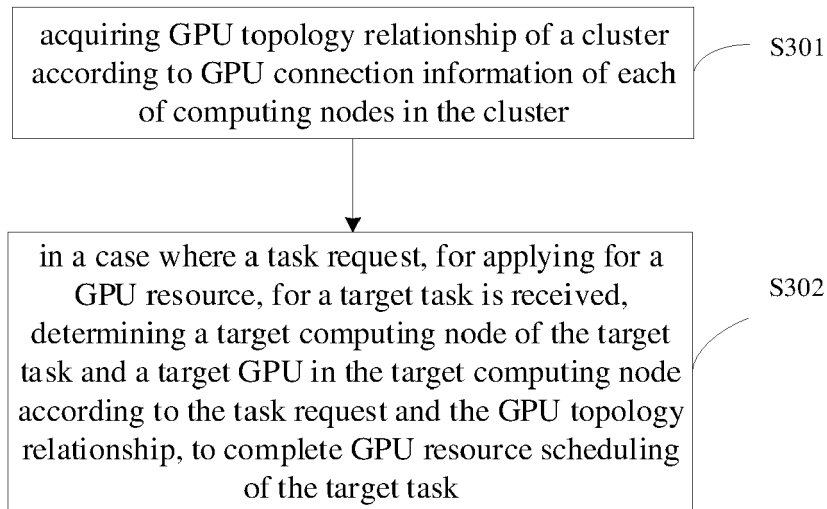 acquiring GPU topology relationship of a cluster
according to GPU connection information of each
of computing nodes in the cluster
S301
in a case where a task request, for applying for a
GPU resource, for a target task is received,
determining a target computing node of the target
task and a target GPU in the target computing node
according to the task request and the GPU topology
relationship, to complete GPU resource scheduling
of the target task
S302